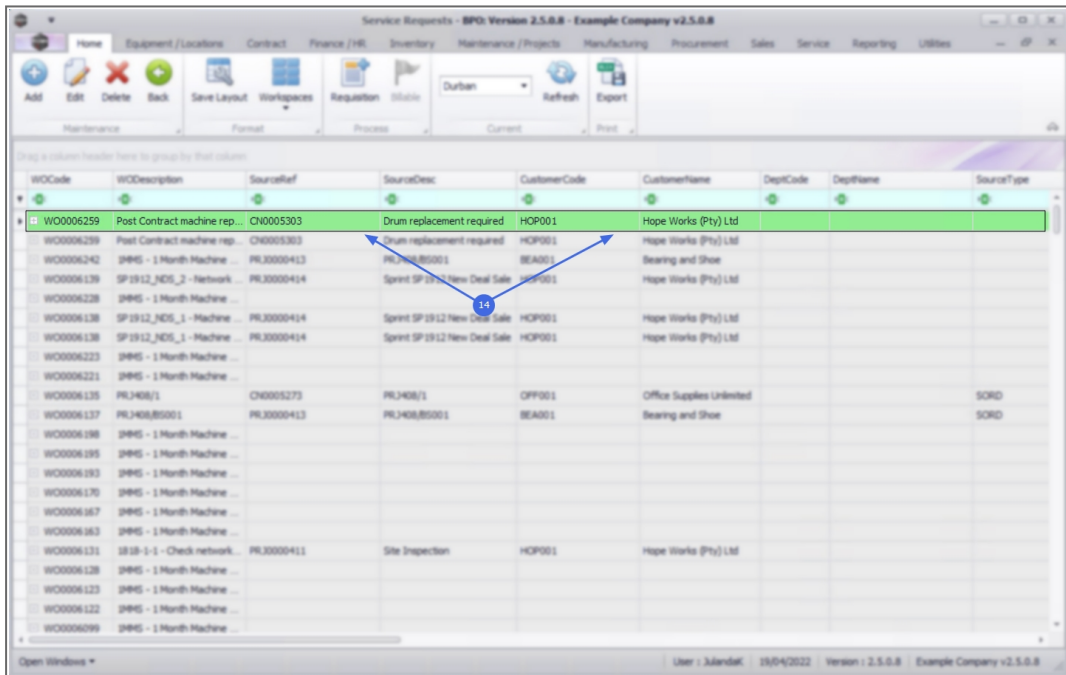 Service Requests - BPO: Version 2.5.0.8 - Example Company v2.5.0.8
Home Equipment / Locations Contract Finance / HR Inventory Maintenance / Projects Manufacturing Procurement Sales Service Reporting Utilities
Add Edit Delete Back Save Layout Workspaces Requisition Billable Durban Refresh Export
Maintenance Format Process Current Print
Drag a column header here to group by that column
WOCode WODescription SourceRef SourceDesc CustomerCode CustomerName DeptCode DeptName SourceType
WO0006259 Post Contract machine rep... CN0005303 Drum replacement required HOP001 Hope Works (Pty) Ltd
WO0006259 Post Contract machine rep... CN0005303 Drum replacement required HOP001 Hope Works (Pty) Ltd
WO0006242 1MMS - 1 Month Machine ... PRJ0000413 BEA001 Bearing and Shoe
WO0006139 SP1912_NDS_2 - Network ... PRJ0000414 Sprint SP1912 New Deal Sale HOP001 Hope Works (Pty) Ltd
14
WO0006228 1MMS - 1 Month Machine ...
WO0006138 SP1912_NDS_1 - Machine ... PRJ0000414 Sprint SP1912 New Deal Sale HOP001 Hope Works (Pty) Ltd
WO0006138 SP1912_NDS_1 - Machine ... PRJ0000414 Sprint SP1912 New Deal Sale HOP001 Hope Works (Pty) Ltd
WO0006223 1MMS - 1 Month Machine ...
WO0006221 1MMS - 1 Month Machine ...
WO0006135 PRJ408/1 CN0005273 PRJ408/1 OFF001 Office Supplies Unlimited SORD
WO0006137 PRJ408/BS001 PRJ0000413 PRJ408/BS001 BEA001 Bearing and Shoe SORD
WO0006198 1MMS - 1 Month Machine ...
WO0006195 1MMS - 1 Month Machine ...
WO0006193 1MMS - 1 Month Machine ...
WO0006170 1MMS - 1 Month Machine ...
WO0006167 1MMS - 1 Month Machine ...
WO0006163 1MMS - 1 Month Machine ...
WO0006131 1818-1-1 - Check network... PRJ0000411 Site Inspection HOP001 Hope Works (Pty) Ltd
WO0006128 1MMS - 1 Month Machine ...
WO0006123 1MMS - 1 Month Machine ...
WO0006122 1MMS - 1 Month Machine ...
WO0006099 1MMS - 1 Month Machine ...
Open Windows User : JulandaK 19/04/2022 Version : 2.5.0.8 Example Company v2.5.0.8